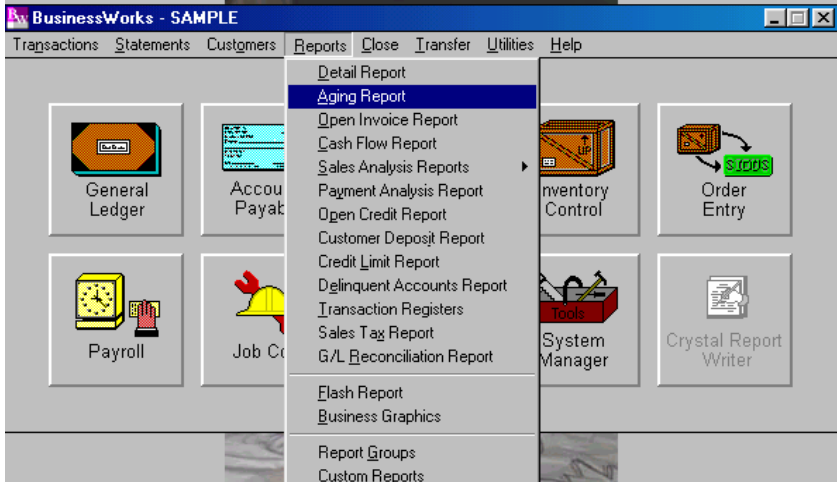 BusinessWorks - SAMPLE
Transactions Statements Customers Reports Close Transfer Utilities Help
Detail Report
Aging Report
Open Invoice Report
Cash Flow Report
Sales Analysis Reports
Payment Analysis Report
Open Credit Report
Customer Deposit Report
Credit Limit Report
Delinquent Accounts Report
Transaction Registers
Sales Tax Report
G/L Reconciliation Report
Flash Report
Business Graphics
Report Groups
Custom Reports
General
Ledger
Accou
Payab
UP
nventory
Control
Order
Entry
Payroll
Job Co
Tools
System
Manager
Crystal Report
Writer